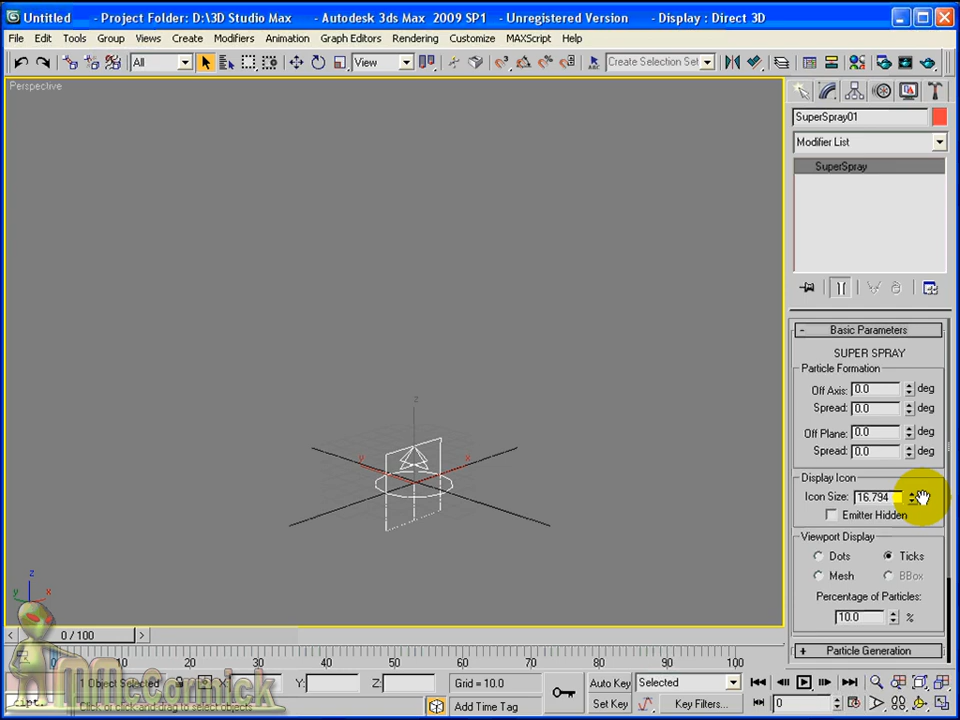 Untitled - Project Folder: D:\3D Studio Max - Autodesk 3ds Max 2009 SP1 - Unregistered Version - Display : Direct 3D
File Edit Tools Group Views Create Modifiers Animation Graph Editors Rendering Customize MAXScript Help
All View Create Selection Set
Perspective
SuperSpray01
Modifier List
SuperSpray
- Basic Parameters
SUPER SPRAY
Particle Formation
Off Axis: 0.0 deg
Spread: 0.0 deg
Off Plane: 0.0 deg
Spread: 0.0 deg
Display Icon
Icon Size: 16.794
Emitter Hidden
Viewport Display
Dots Ticks
Mesh BBox
Percentage of Particles:
10.0 %
+ Particle Generation
z
y x
z
y x
< 0 / 100 >
10 20 30 40 50 60 70 80 90 100
1 Object Selected X: Y: Z: Grid = 10.0 Auto Key Selected
MMcCormick
Click or click-and-drag to select objects Add Time Tag Set Key Key Filters... 0